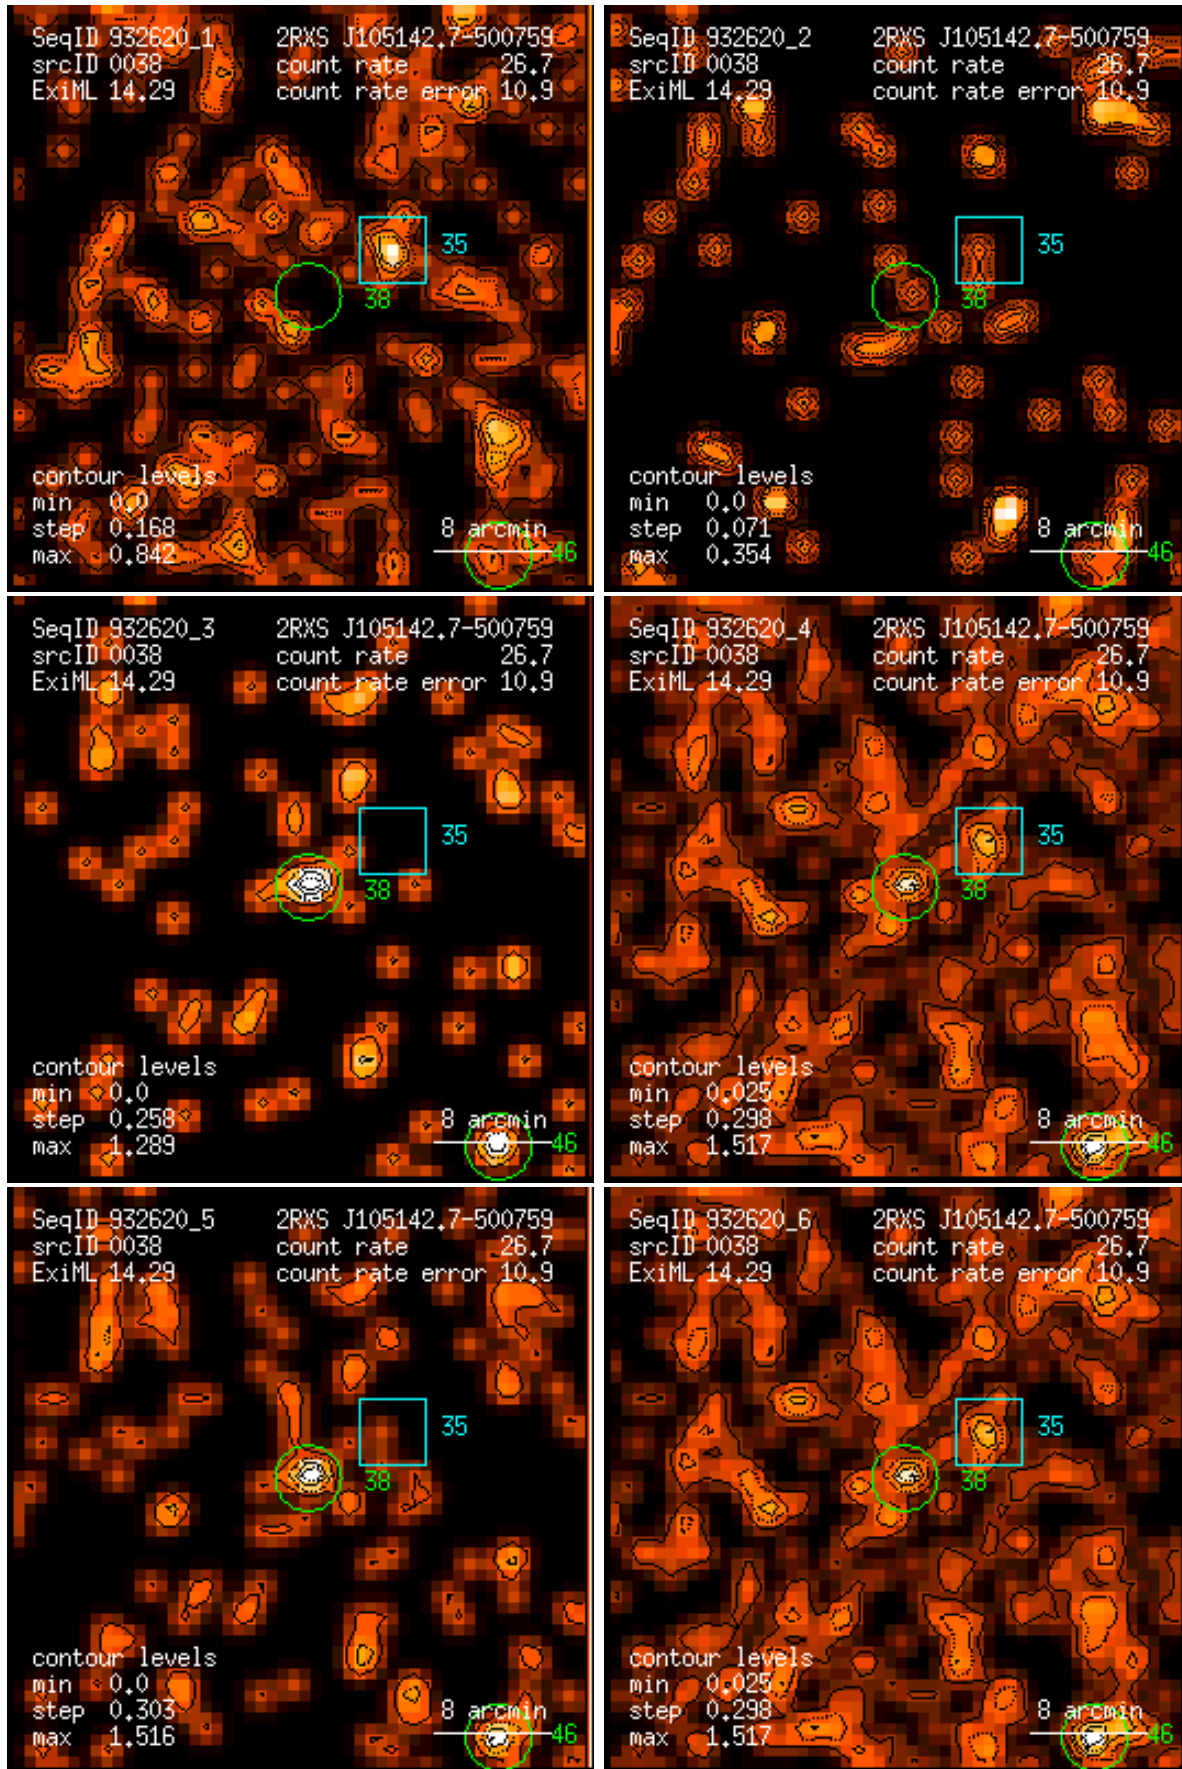 SeqID 932620_1 2RXS J105142.7-500759
srcID 0038 count rate 26.7
ExiML 14.29 count rate error 10.9
35
38
contour levels
min 0.0
step 0.168 8 arcmin
max 0.842 46
SeqID 932620_2 2RXS J105142.7-500759
srcID 0038 count rate 26.7
ExiML 14.29 count rate error 10.9
35
38
contour levels
min 0.0
step 0.071 8 arcmin
max 0.354 46
SeqID 932620_3 2RXS J105142.7-500759
srcID 0038 count rate 26.7
ExiML 14.29 count rate error 10.9
35
38
contour levels
min 0.0
step 0.258 8 arcmin
max 1.289 46
SeqID 932620_4 2RXS J105142.7-500759
srcID 0038 count rate 26.7
ExiML 14.29 count rate error 10.9
35
38
contour levels
min 0.025
step 0.298 8 arcmin
max 1.517 46
SeqID 932620_5 2RXS J105142.7-500759
srcID 0038 count rate 26.7
ExiML 14.29 count rate error 10.9
35
38
contour levels
min 0.0
step 0.303 8 arcmin
max 1.516 46
SeqID 932620_6 2RXS J105142.7-500759
srcID 0038 count rate 26.7
ExiML 14.29 count rate error 10.9
35
38
contour levels
min 0.025
step 0.298 8 arcmin
max 1.517 46